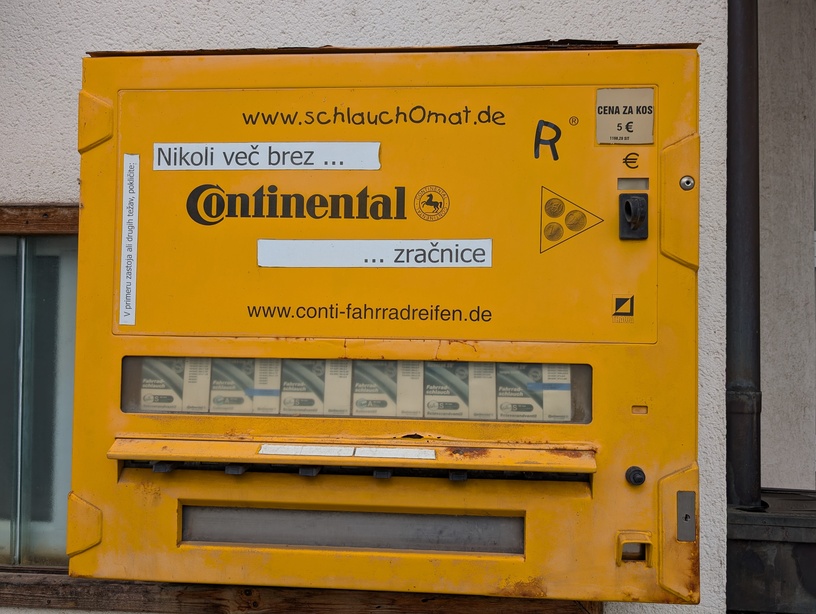 www.schlauchOmat.de
R ®
CENA ZA KOS
5 €
€
Nikoli več brez ...
Continental
... zračnice
www.conti-fahrradreifen.de
V primeru zastoja ali drugih težav, pokličite: